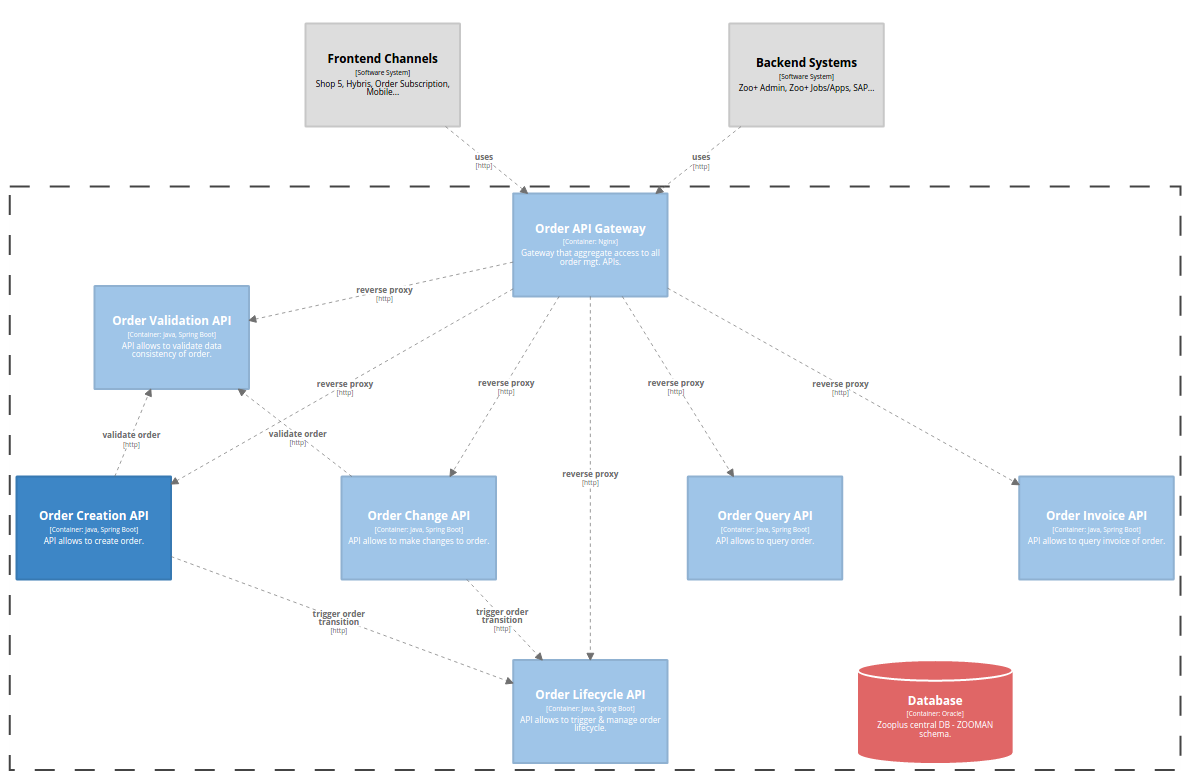 Frontend Channels
[Software System]
Shop 5, Hybris, Order Subscription,
Mobile...
Backend Systems
[Software System]
Zoo+ Admin, Zoo+ Jobs/Apps, SAP...
uses
[http]
uses
[http]
Order API Gateway
[Container: Nginx]
Gateway that aggregate access to all
order mgt. APIs.
reverse proxy
[http]
Order Validation API
[Container: Java, Spring Boot]
API allows to validate data
consistency of order.
reverse proxy
[http]
reverse proxy
[http]
reverse proxy
[http]
reverse proxy
[http]
validate order
[http]
validate order
[http]
reverse proxy
[http]
Order Creation API
[Container: Java, Spring Boot]
API allows to create order.
Order Change API
[Container: Java, Spring Boot]
API allows to make changes to order.
Order Query API
[Container: Java, Spring Boot]
API allows to query order.
Order Invoice API
[Container: Java, Spring Boot]
API allows to query invoice of order.
trigger order
transition
[http]
trigger order
transition
[http]
Order Lifecycle API
[Container: Java, Spring Boot]
API allows to trigger & manage order
lifecycle.
Database
[Container: Oracle]
Zooplus central DB - ZOOMAN
schema.